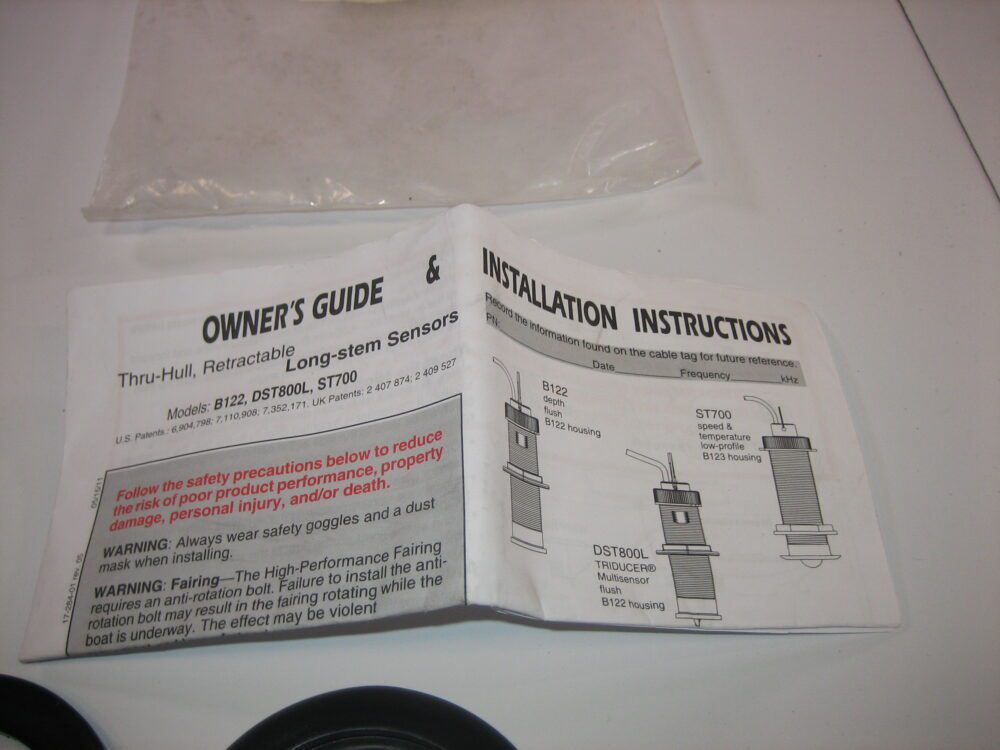 OWNER'S GUIDE & INSTALLATION INSTRUCTIONS
Thru-Hull, Retractable
Long-stem Sensors
Models: B122, DST800L, ST700
U.S. Patents.: 6,904,798; 7,110,908; 7,352,171. UK Patents: 2 407 874; 2 409 527
Follow the safety precautions below to reduce
the risk of poor product performance, property
damage, personal injury, and/or death.
WARNING: Always wear safety goggles and a dust
mask when installing.
WARNING: Fairing—The High-Performance Fairing
requires an anti-rotation bolt. Failure to install the anti-
rotation bolt may result in the fairing rotating while the
boat is underway. The effect may be violent
17-284-01 rev. 05
Record the information found on the cable tag for future reference.
PN: Date Frequency kHz
B122
depth
flush
B122 housing
ST700
speed &
temperature
low-profile
B123 housing
DST800L
TRIDUCER®
Multisensor
flush
B122 housing